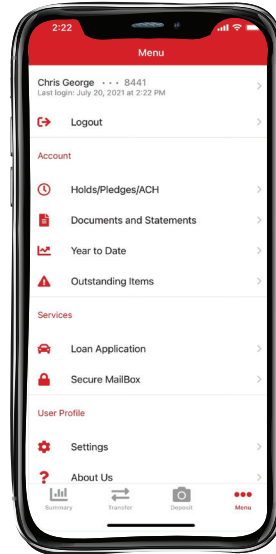 2:22
Menu
Chris George • • • 8441
Last login: July 20, 2021 at 2:22 PM
Logout
Account
Holds/Pledges/ACH
Documents and Statements
Year to Date
Outstanding Items
Services
Loan Application
Secure MailBox
User Profile
Settings
About Us
Summary Transfer Deposit Menu